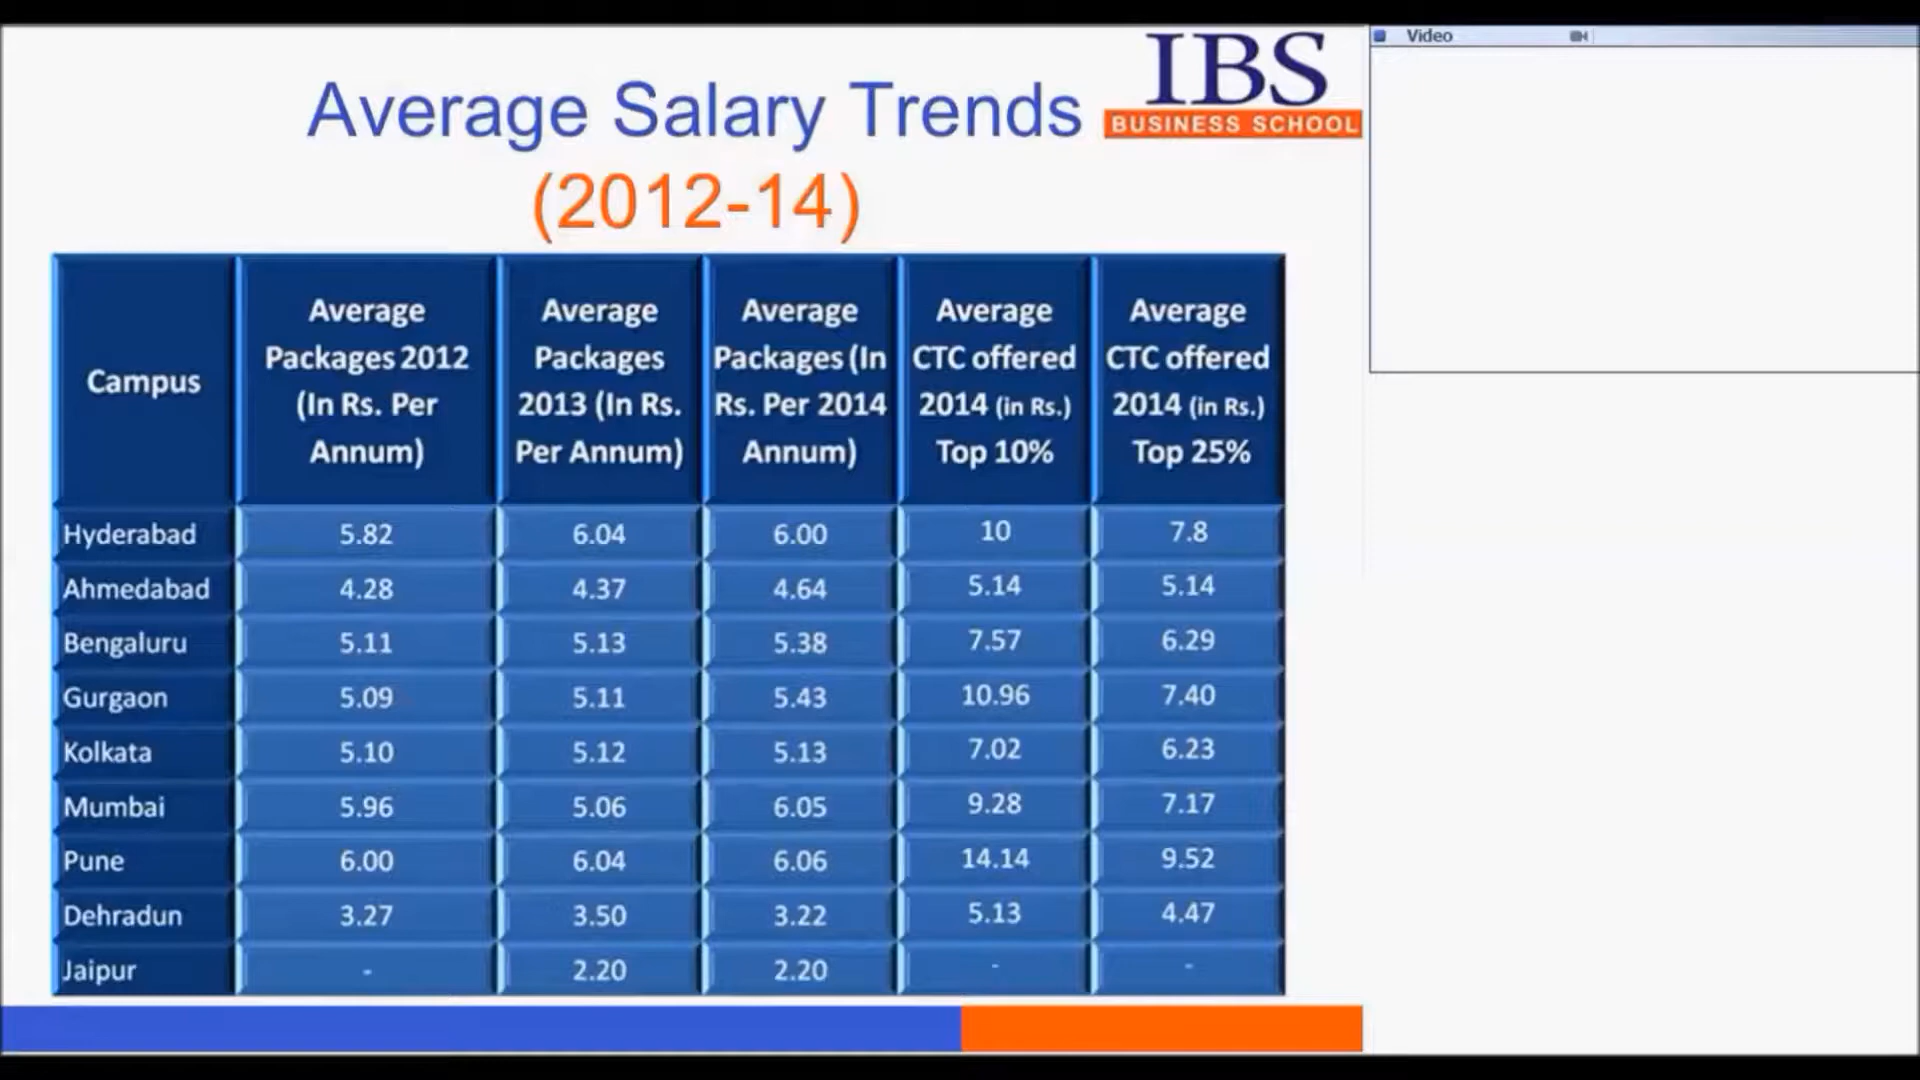 IBS
BUSINESS SCHOOL
Video
Average Salary Trends
(2012-14)
Campus
Average Packages 2012 (In Rs. Per Annum)
Average Packages 2013 (In Rs. Per Annum)
Average Packages (In Rs. Per 2014 Annum)
Average CTC offered 2014 (in Rs.) Top 10%
Average CTC offered 2014 (in Rs.) Top 25%
Hyderabad 5.82 6.04 6.00 10 7.8
Ahmedabad 4.28 4.37 4.64 5.14 5.14
Bengaluru 5.11 5.13 5.38 7.57 6.29
Gurgaon 5.09 5.11 5.43 10.96 7.40
Kolkata 5.10 5.12 5.13 7.02 6.23
Mumbai 5.96 5.06 6.05 9.28 7.17
Pune 6.00 6.04 6.06 14.14 9.52
Dehradun 3.27 3.50 3.22 5.13 4.47
Jaipur - 2.20 2.20 - -